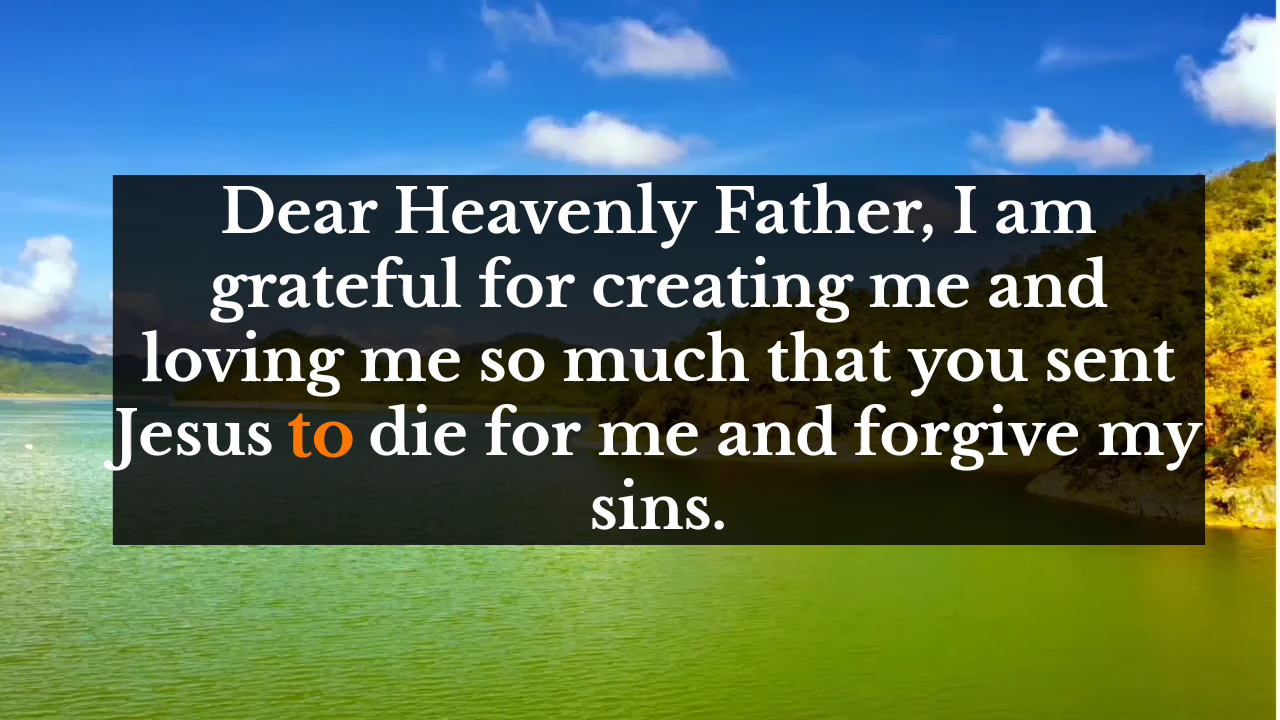 Dear Heavenly Father, I am
grateful for creating me and
loving me so much that you sent
Jesus to die for me and forgive my
sins.